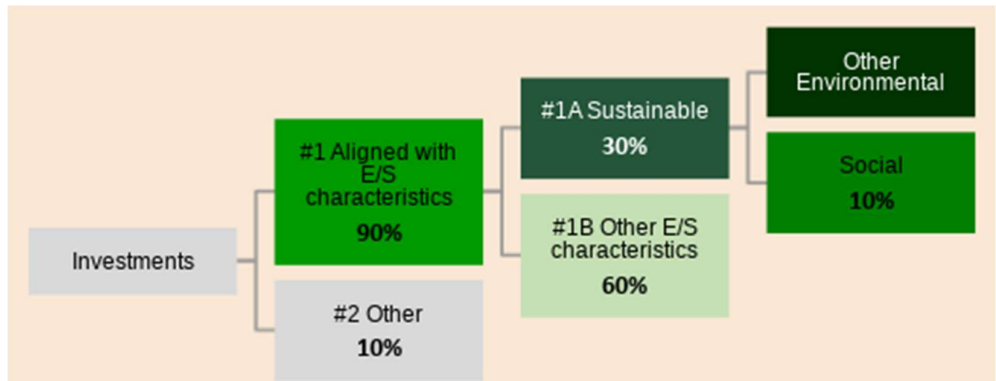 Investments
#1 Aligned with
E/S
characteristics
90%
#2 Other
10%
#1A Sustainable
30%
#1B Other E/S
characteristics
60%
Other
Environmental
Social
10%